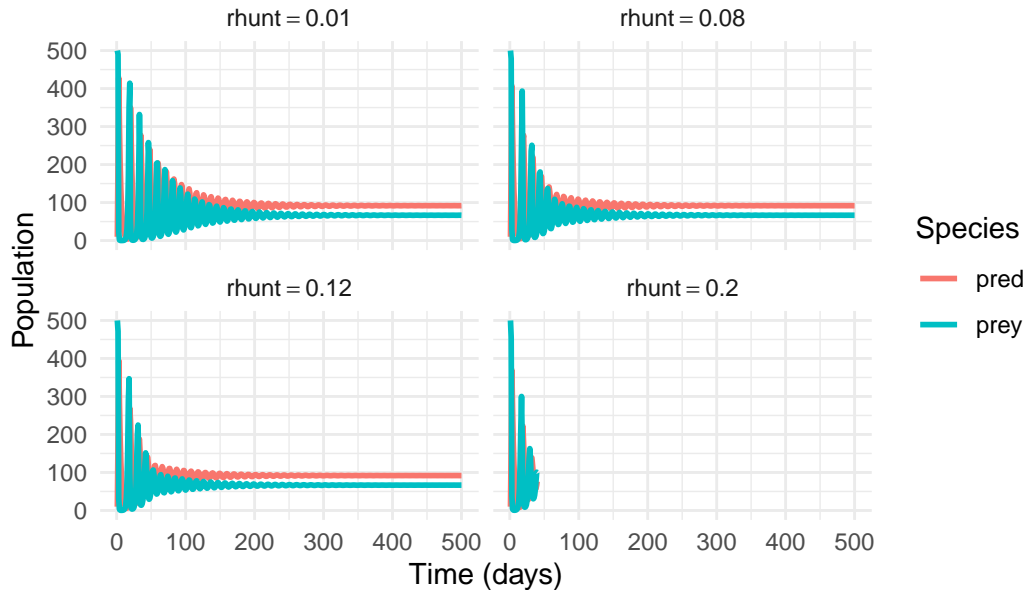 rhunt = 0.01
rhunt = 0.08
500
400
300
200
100
0
rhunt = 0.12
rhunt = 0.2
500
400
300
200
100
0
0 100 200 300 400 500
0 100 200 300 400 500
Time (days)
Population
Species
pred
prey